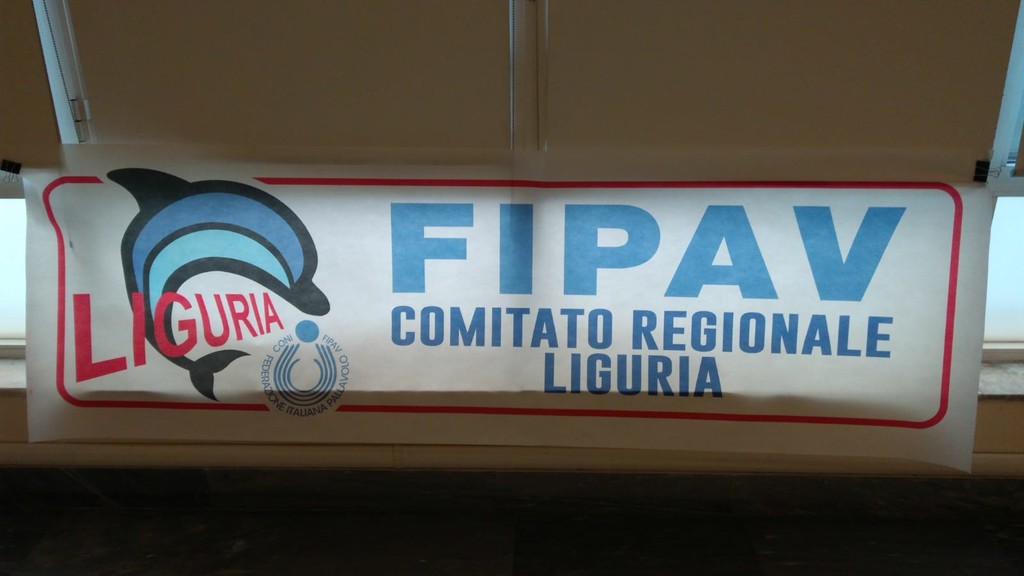 LIGURIA
CONI FIPAV
FEDERAZIONE ITALIANA PALLAVOLO
FIPAV
COMITATO REGIONALE
LIGURIA